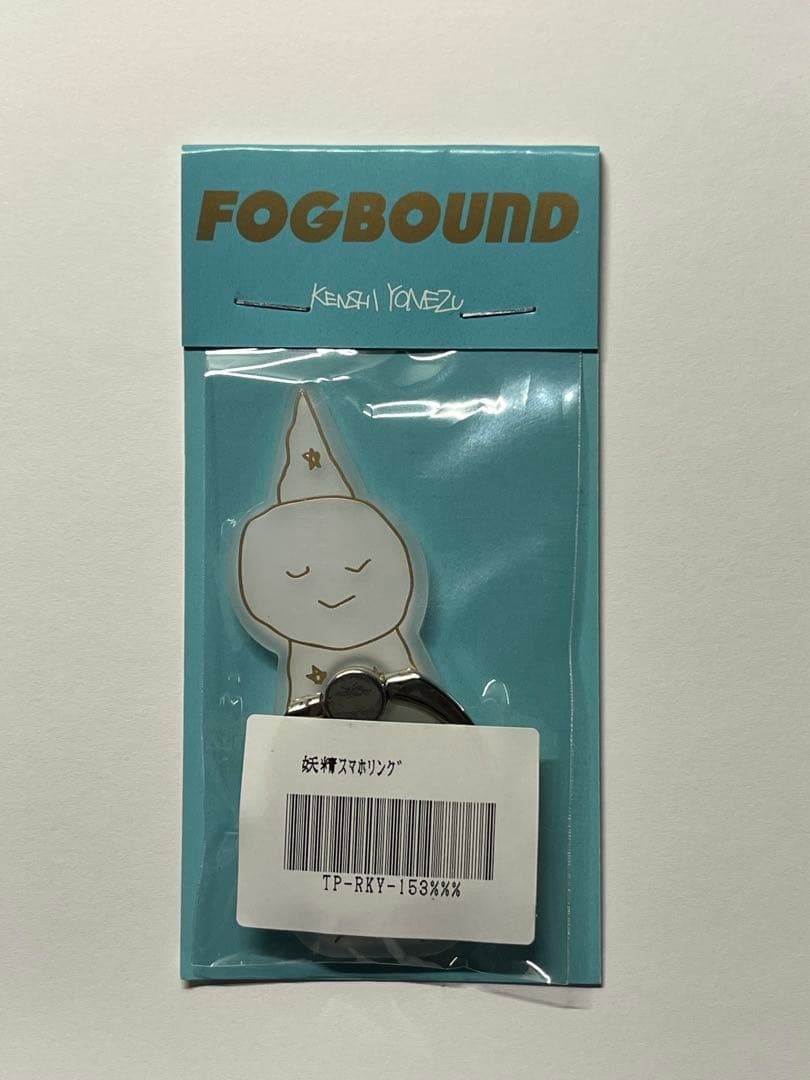 FOGBOUND
KENSHI YONEZU
妖精ｽﾏﾎﾘﾝｸﾞ
TP-RKY-153%%%